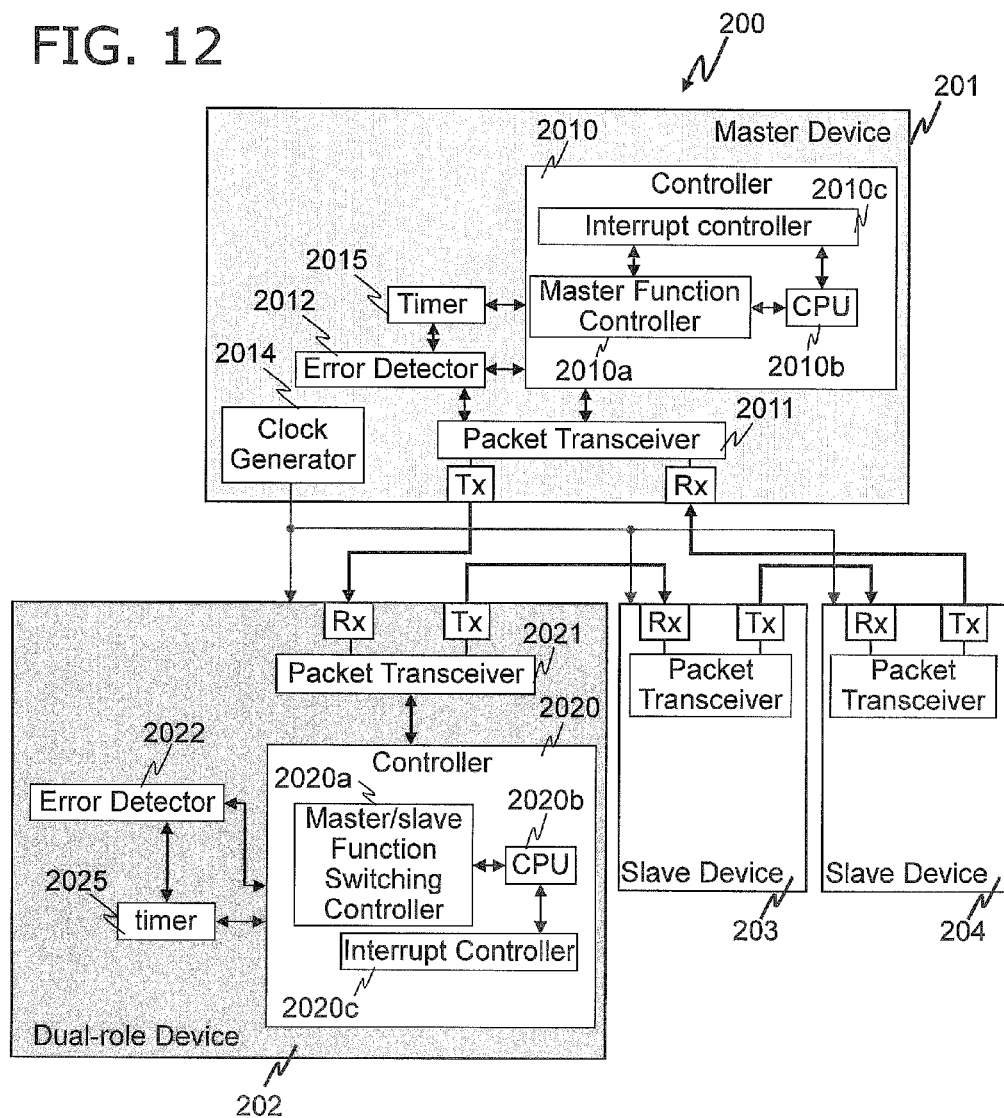 FIG. 12
200
201
Master Device
2010
Controller
2010c
Interrupt controller
2015
Timer
Master Function
Controller
CPU
2012
2010a
2010b
Error Detector
2014
2011
Clock
Generator
Packet Transceiver
Tx
Rx
Rx
Tx
Rx
Tx
Rx
Tx
2021
Packet Transceiver
Packet
Transceiver
Packet
Transceiver
2020
2022
Controller
2020a
Error Detector
2020b
Master/slave
Function
Switching
Controller
CPU
Slave Device
Slave Device
2025
timer
203
204
Interrupt Controller
2020c
Dual-role Device
202